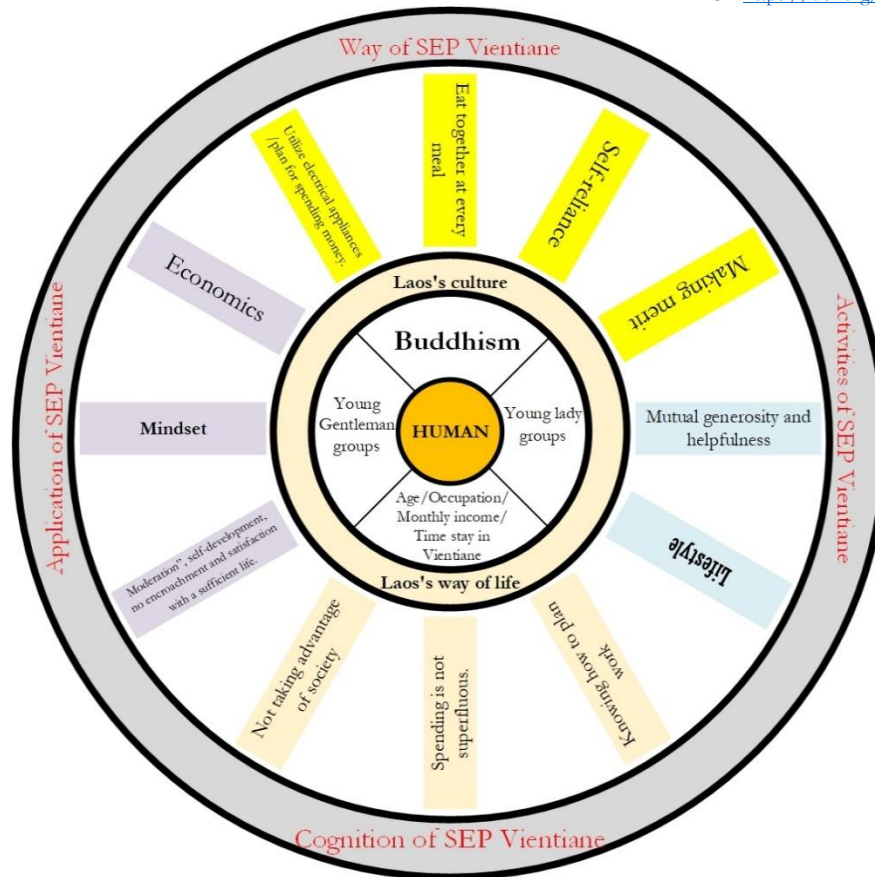 Way of SEP Vientiane
Utilize electrical appliances
/plan for spending money.
Eat together at every
meal
Self-reliance
Making merit
Economics
Laos's culture
Buddhism
Application of SEP Vientiane
Activities of SEP Vientiane
Mindset
Young
Gentleman
groups
HUMAN
Young lady
groups
Mutual generosity and
helpfulness
Age/Occupation/
Monthly income/
Time stay in
Vientiane
Lifestyle
Moderation”, self-development,
no encroachment and satisfaction
with a sufficient life.
Laos's way of life
Not taking advantage
of society
Spending is not
superfluous.
Knowing how to plan
work
Cognition of SEP Vientiane